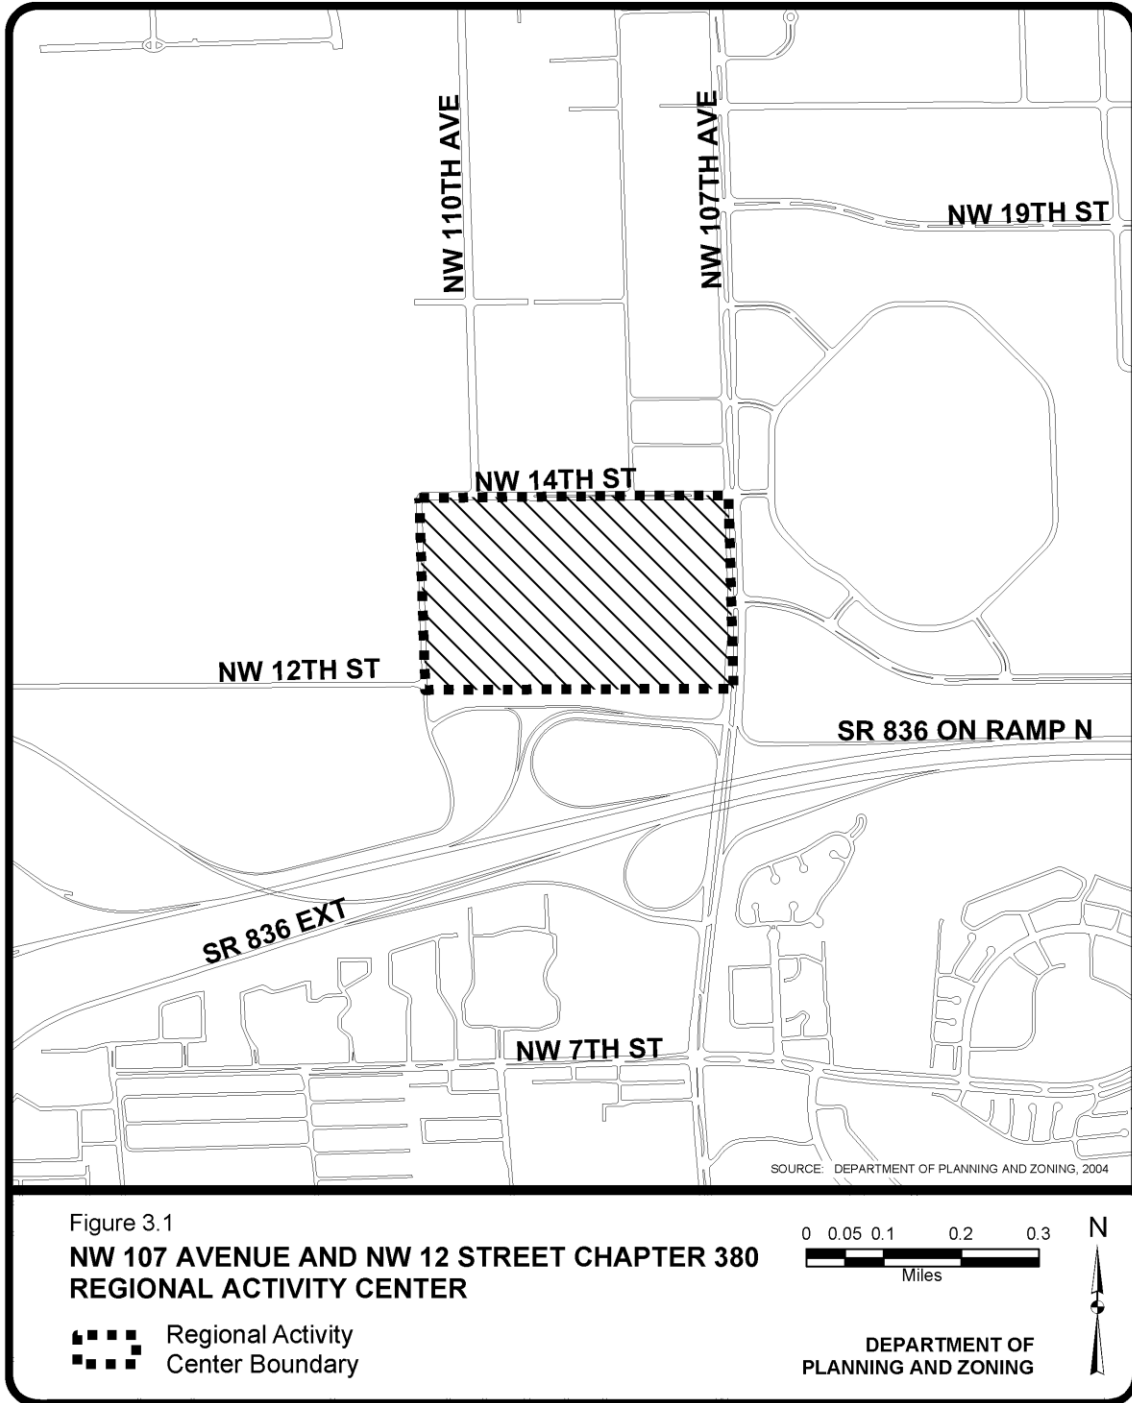 NW 110TH AVE
NW 107TH AVE
NW 19TH ST
NW 14TH ST
NW 12TH ST
SR 836 ON RAMP N
SR 836 EXT
NW 7TH ST
SOURCE: DEPARTMENT OF PLANNING AND ZONING, 2004
Figure 3.1
NW 107 AVENUE AND NW 12 STREET CHAPTER 380
REGIONAL ACTIVITY CENTER
Regional Activity
Center Boundary
0 0.05 0.1 0.2 0.3
Miles
N
DEPARTMENT OF
PLANNING AND ZONING